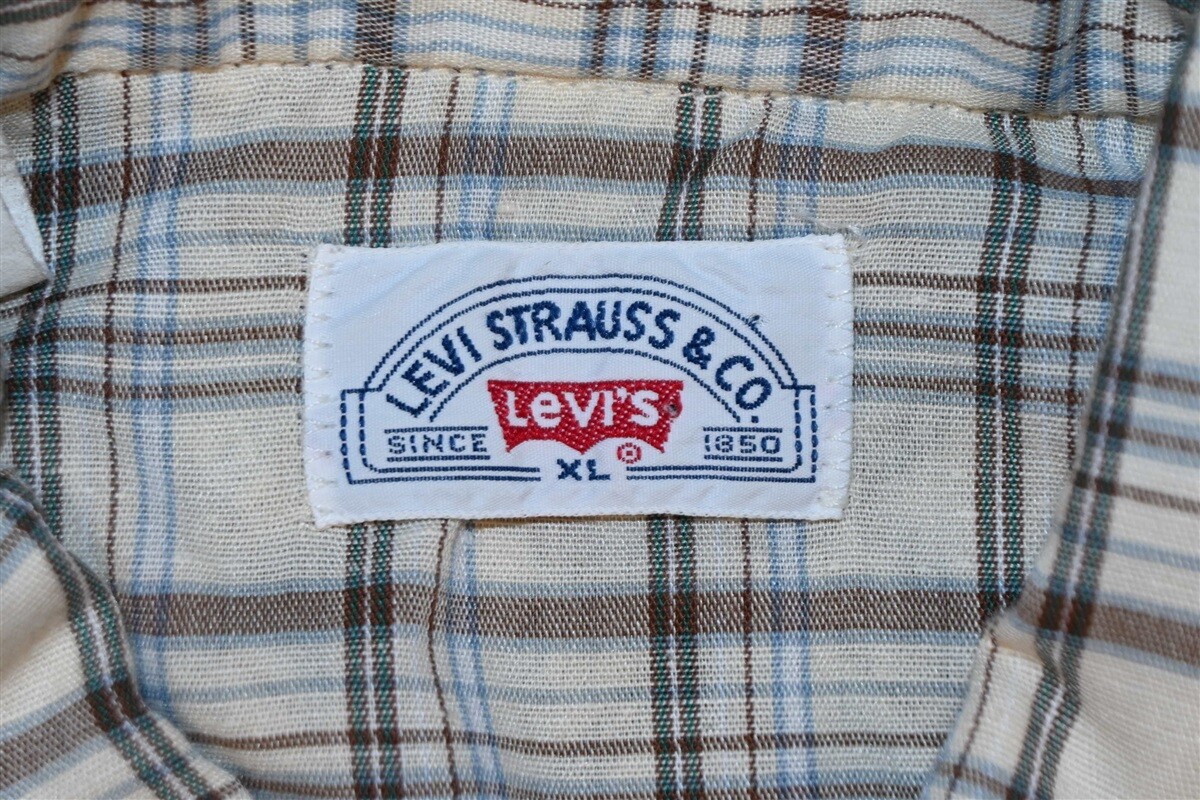 LEVI STRAUSS & CO.
LEVI'S
SINCE 1850
®
XL